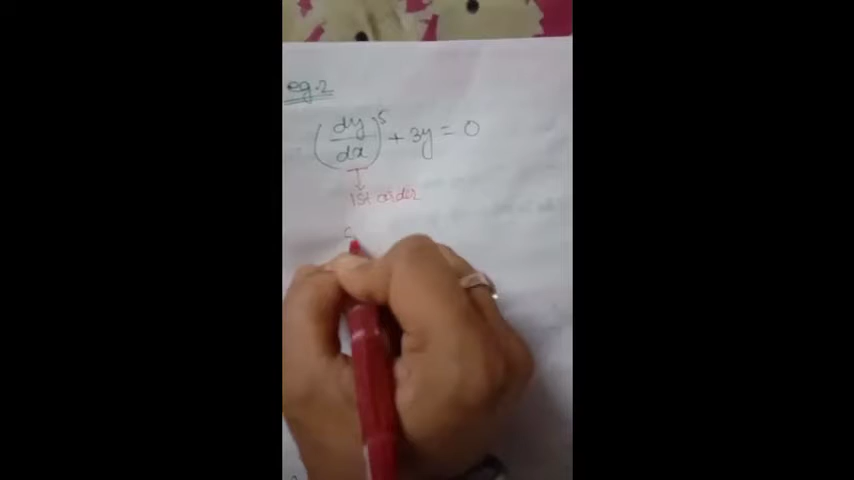 eg.2
(dy/dx)^5 + 3y = 0
1st order